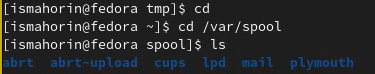 [ismahorin@fedora tmp]$ cd
[ismahorin@fedora ~]$ cd /var/spool
[ismahorin@fedora spool]$ ls
abrt  abrt-upload  cups  lpd  mail  plymouth